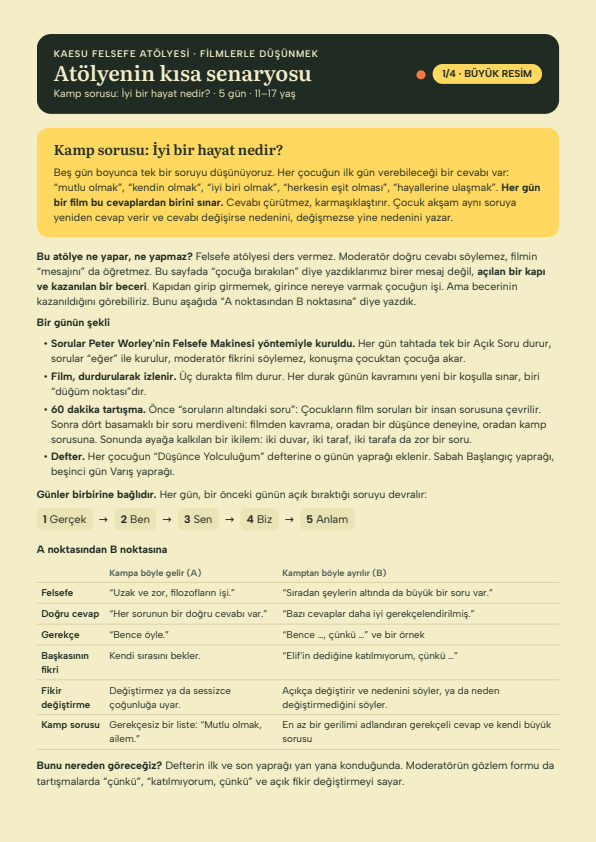 KAESU FELSEFE ATÖLYESİ · FİLMLERLE DÜŞÜNMEK
Atölyenin kısa senaryosu
Kamp sorusu: İyi bir hayat nedir? · 5 gün · 11–17 yaş
1/4 · BÜYÜK RESİM
Kamp sorusu: İyi bir hayat nedir?
Beş gün boyunca tek bir soruyu düşünüyoruz. Her çocuğun ilk gün verebileceği bir cevabı var:
“mutlu olmak”, “kendin olmak”, “iyi biri olmak”, “herkesin eşit olması”, “hayallerine ulaşmak”. Her gün
bir film bu cevaplardan birini sınar. Cevabı çürütmez, karmaşıklaştırır. Çocuk akşam aynı soruya
yeniden cevap verir ve cevabı değişirse nedenini, değişmezse yine nedenini yazar.
Bu atölye ne yapar, ne yapmaz? Felsefe atölyesi ders vermez. Moderatör doğru cevabı söylemez, filmin
“mesajını” da öğretmez. Bu sayfada “çocuğa bırakılan” diye yazdıklarımız birer mesaj değil, açılan bir kapı
ve kazanılan bir beceri. Kapıdan girip girmemek, girince nereye varmak çocuğun işi. Ama becerinin
kazanıldığını görebiliriz. Bunu aşağıda “A noktasından B noktasına” diye yazdık.
Bir günün şekli
• Sorular Peter Worley'nin Felsefe Makinesi yöntemiyle kuruldu. Her gün tahtada tek bir Açık Soru durur,
sorular “eğer” ile kurulur, moderatör fikrini söylemez, konuşma çocuktan çocuğa akar.
• Film, durdurularak izlenir. Üç durakta film durur. Her durak günün kavramını yeni bir koşulla sınar, biri
“düğüm noktası”dır.
• 60 dakika tartışma. Önce “soruların altındaki soru”: Çocukların film soruları bir insan sorusuna çevrilir.
Sonra dört basamaklı bir soru merdiveni: filmden kavrama, oradan bir düşünce deneyine, oradan kamp
sorusuna. Sonunda ayağa kalkılan bir ikilem: iki duvar, iki taraf, iki tarafa da zor bir soru.
• Defter. Her çocuğun “Düşünce Yolculuğum” defterine o günün yaprağı eklenir. Sabah Başlangıç yaprağı,
beşinci gün Varış yaprağı.
Günler birbirine bağlıdır. Her gün, bir önceki günün açık bıraktığı soruyu devralır:
1 Gerçek → 2 Ben → 3 Sen → 4 Biz → 5 Anlam
A noktasından B noktasına
Kampa böyle gelir (A) Kamptan böyle ayrılır (B)
Felsefe “Uzak ve zor, filozofların işi.” “Sıradan şeylerin altında da büyük bir soru var.”
Doğru cevap “Her sorunun bir doğru cevabı var.” “Bazı cevaplar daha iyi gerekçelendirilmiş.”
Gerekçe “Bence öyle.” “Bence …, çünkü …” ve bir örnek
Başkasının
fikri
Kendi sırasını bekler. “Elif'in dediğine katılmıyorum, çünkü …”
Fikir
değiştirme
Değiştirmez ya da sessizce
çoğunluğa uyar.
Açıkça değiştirir ve nedenini söyler, ya da neden
değiştirmediğini söyler.
Kamp sorusu
Gerekçesiz bir liste: “Mutlu olmak,
ailem.”
En az bir gerilimi adlandıran gerekçeli cevap ve kendi büyük
sorusu
Bunu nereden göreceğiz? Defterin ilk ve son yaprağı yan yana konduğunda. Moderatörün gözlem formu da
tartışmalarda “çünkü”, “katılmıyorum, çünkü” ve açık fikir değiştirmeyi sayar.